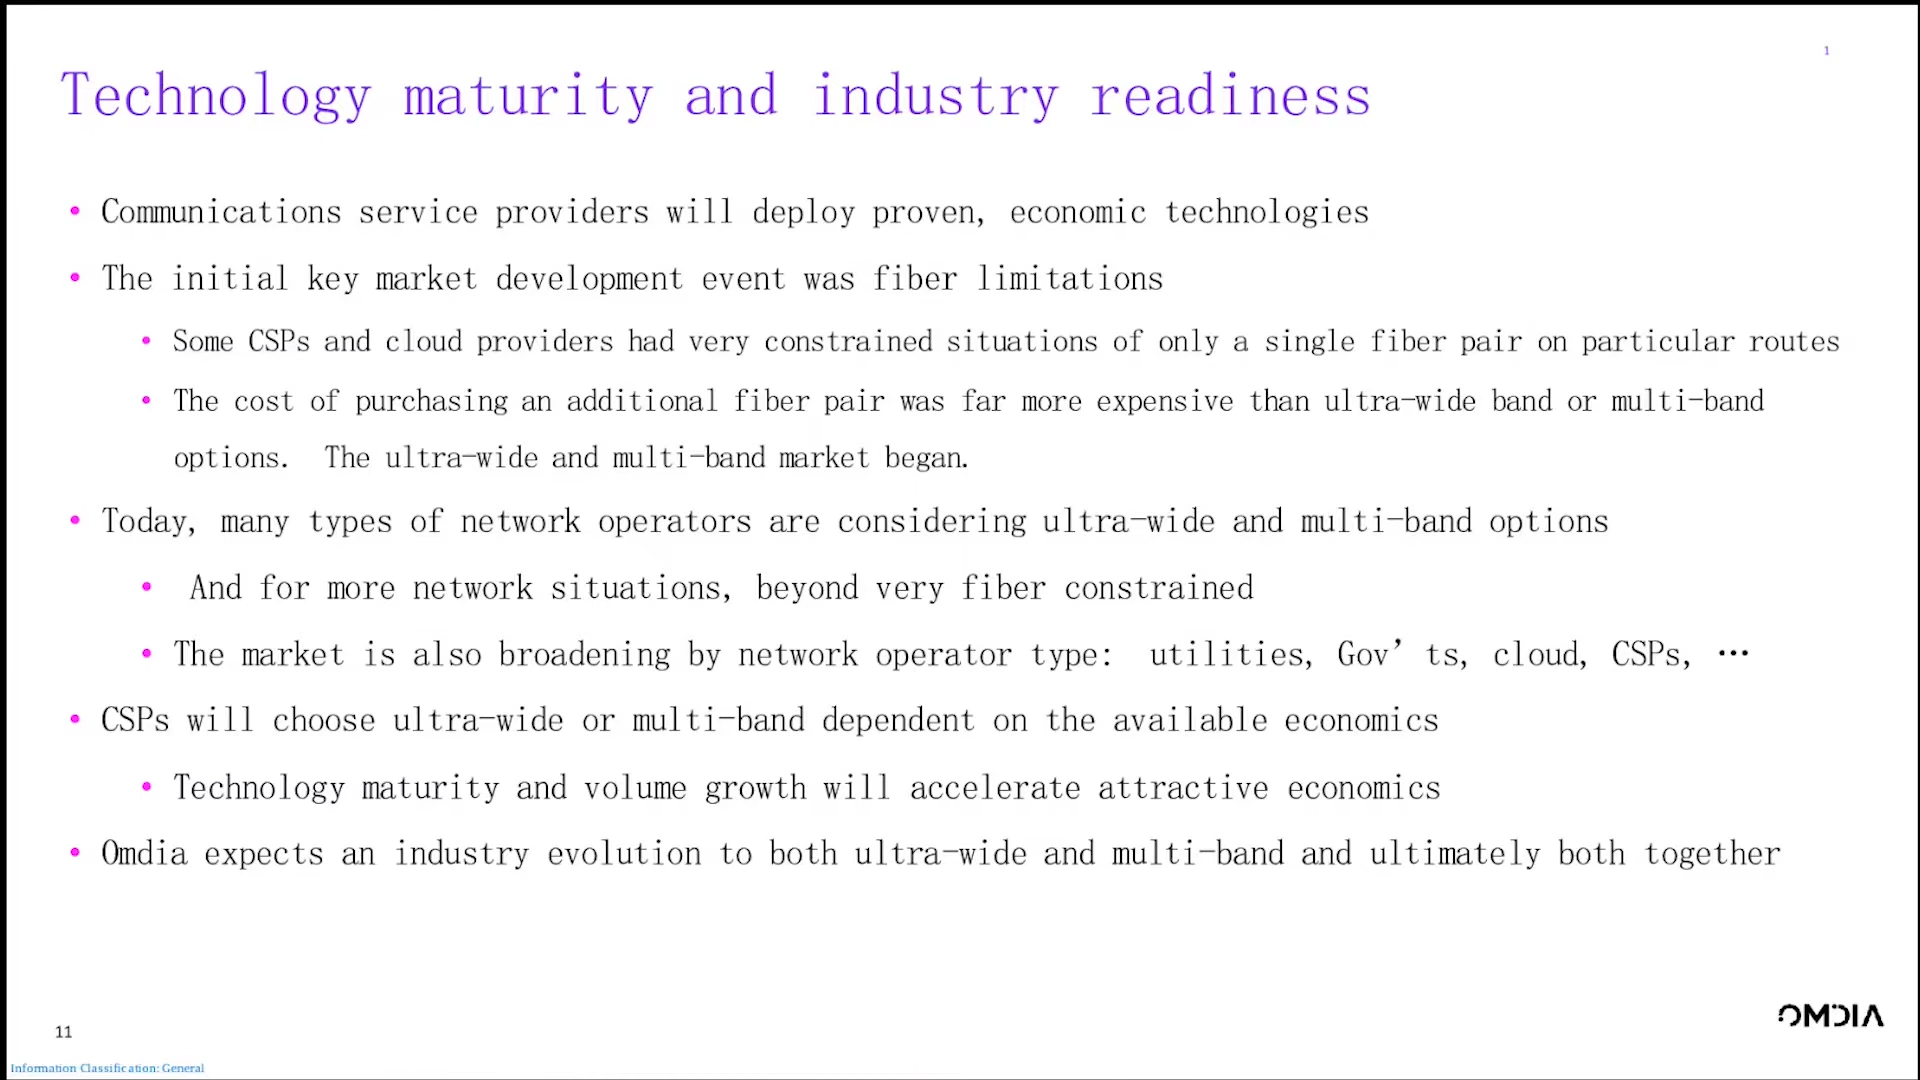 1
Technology maturity and industry readiness
• Communications service providers will deploy proven, economic technologies
• The initial key market development event was fiber limitations
• Some CSPs and cloud providers had very constrained situations of only a single fiber pair on particular routes
• The cost of purchasing an additional fiber pair was far more expensive than ultra-wide band or multi-band
options. The ultra-wide and multi-band market began.
• Today, many types of network operators are considering ultra-wide and multi-band options
• And for more network situations, beyond very fiber constrained
• The market is also broadening by network operator type: utilities, Gov’ts, cloud, CSPs, …
• CSPs will choose ultra-wide or multi-band dependent on the available economics
• Technology maturity and volume growth will accelerate attractive economics
• Omdia expects an industry evolution to both ultra-wide and multi-band and ultimately both together
OMDIA
11
Information Classification: General